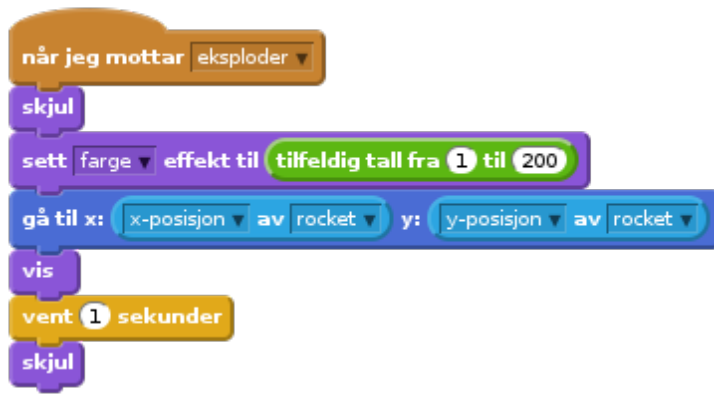 når jeg mottar eksploder
skjul
sett farge effekt til tilfeldig tall fra 1 til 200
gå til x: x-posisjon av rocket y: y-posisjon av rocket
vis
vent 1 sekunder
skjul